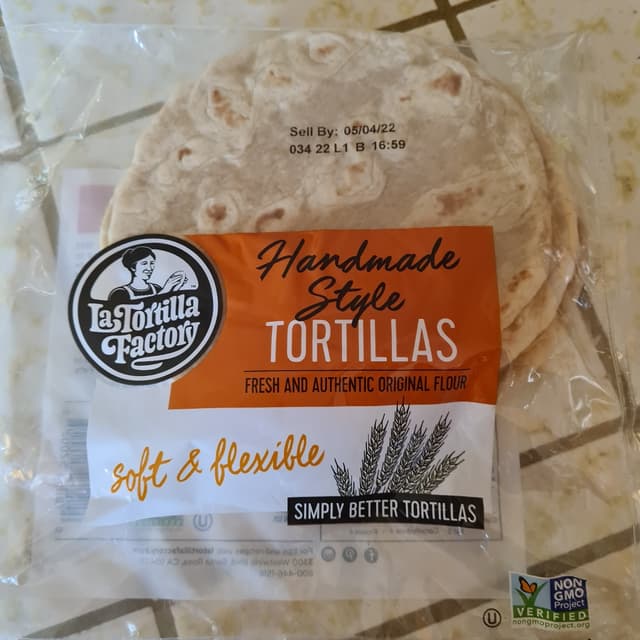 Sell By: 05/04/22
034 22 L1 B 16:59
La Tortilla
Factory
Handmade
Style
TORTILLAS
FRESH AND AUTHENTIC ORIGINAL FLOUR
soft & flexible
SIMPLY BETTER TORTILLAS
U
NON
GMO
Project
VERIFIED
nongmoproject.org
U